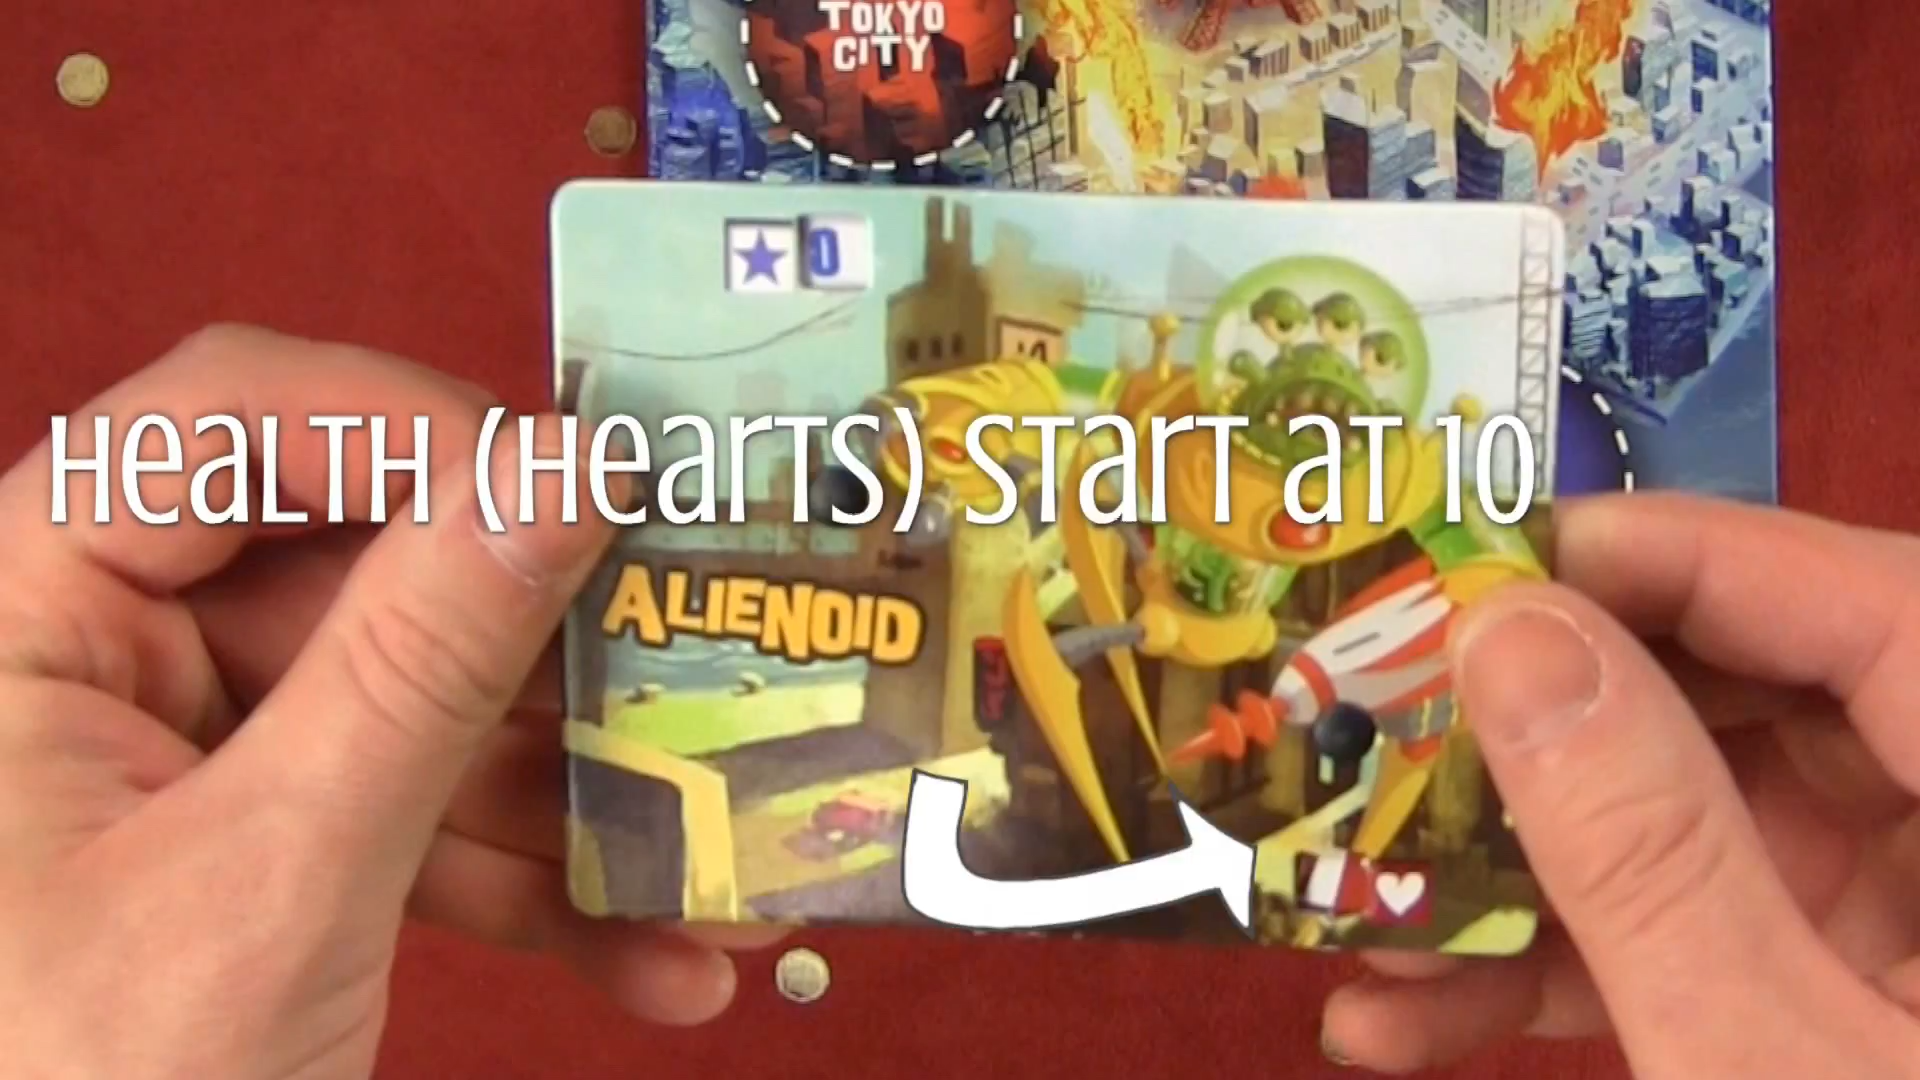 TOKYO
CITY
0
HEALTH (HEARTS) START AT 10
ALIENOID